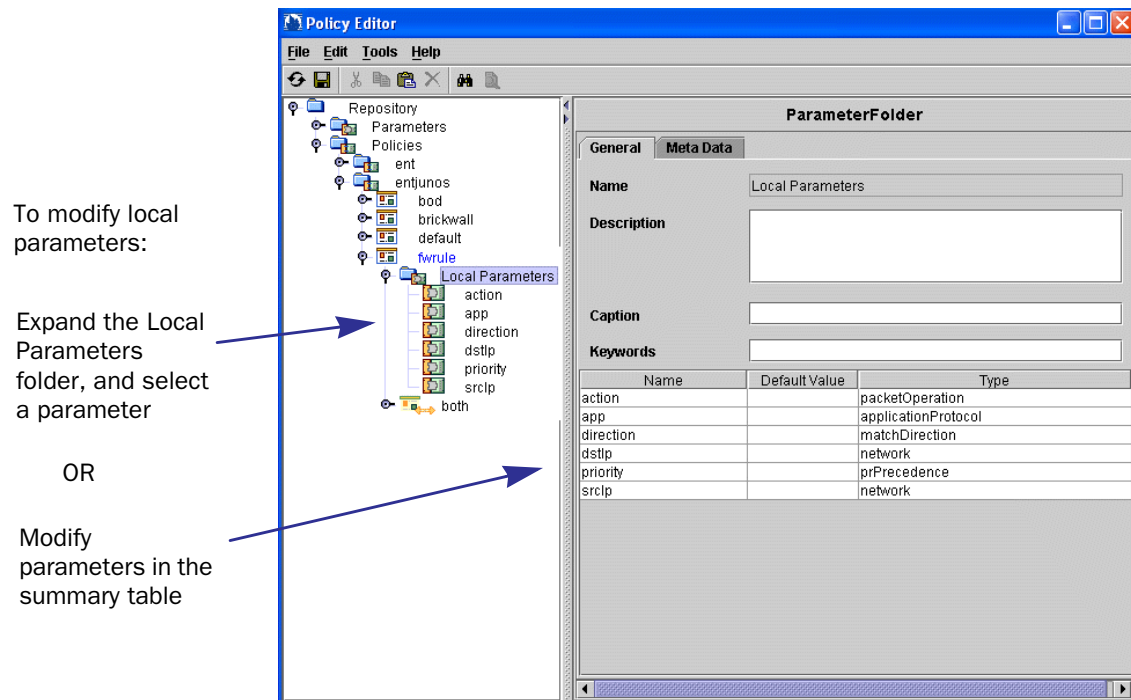 Policy Editor
File Edit Tools Help
Repository
Parameters
Policies
ent
entjunos
bod
brickwall
default
fwrule
Local Parameters
action
app
direction
dstIp
priority
srcIp
both
To modify local
parameters:
Expand the Local
Parameters
folder, and select
a parameter
OR
Modify
parameters in the
summary table
ParameterFolder
General Meta Data
Name Local Parameters
Description
Caption
Keywords
Name Default Value Type
action packetOperation
app applicationProtocol
direction matchDirection
dstIp network
priority prPrecedence
srcIp network